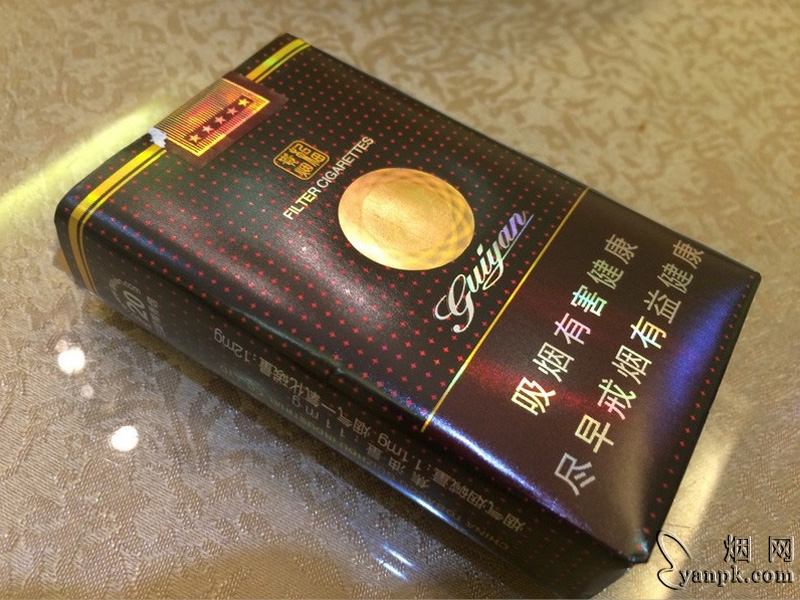 FILTER CIGARETTES
Guiyan
吸烟有害健康
尽早戒烟有益健康
焦油量:11mg
烟气烟碱量:1.1mg 烟气一氧化碳量:12mg
烟网
yanpk.com